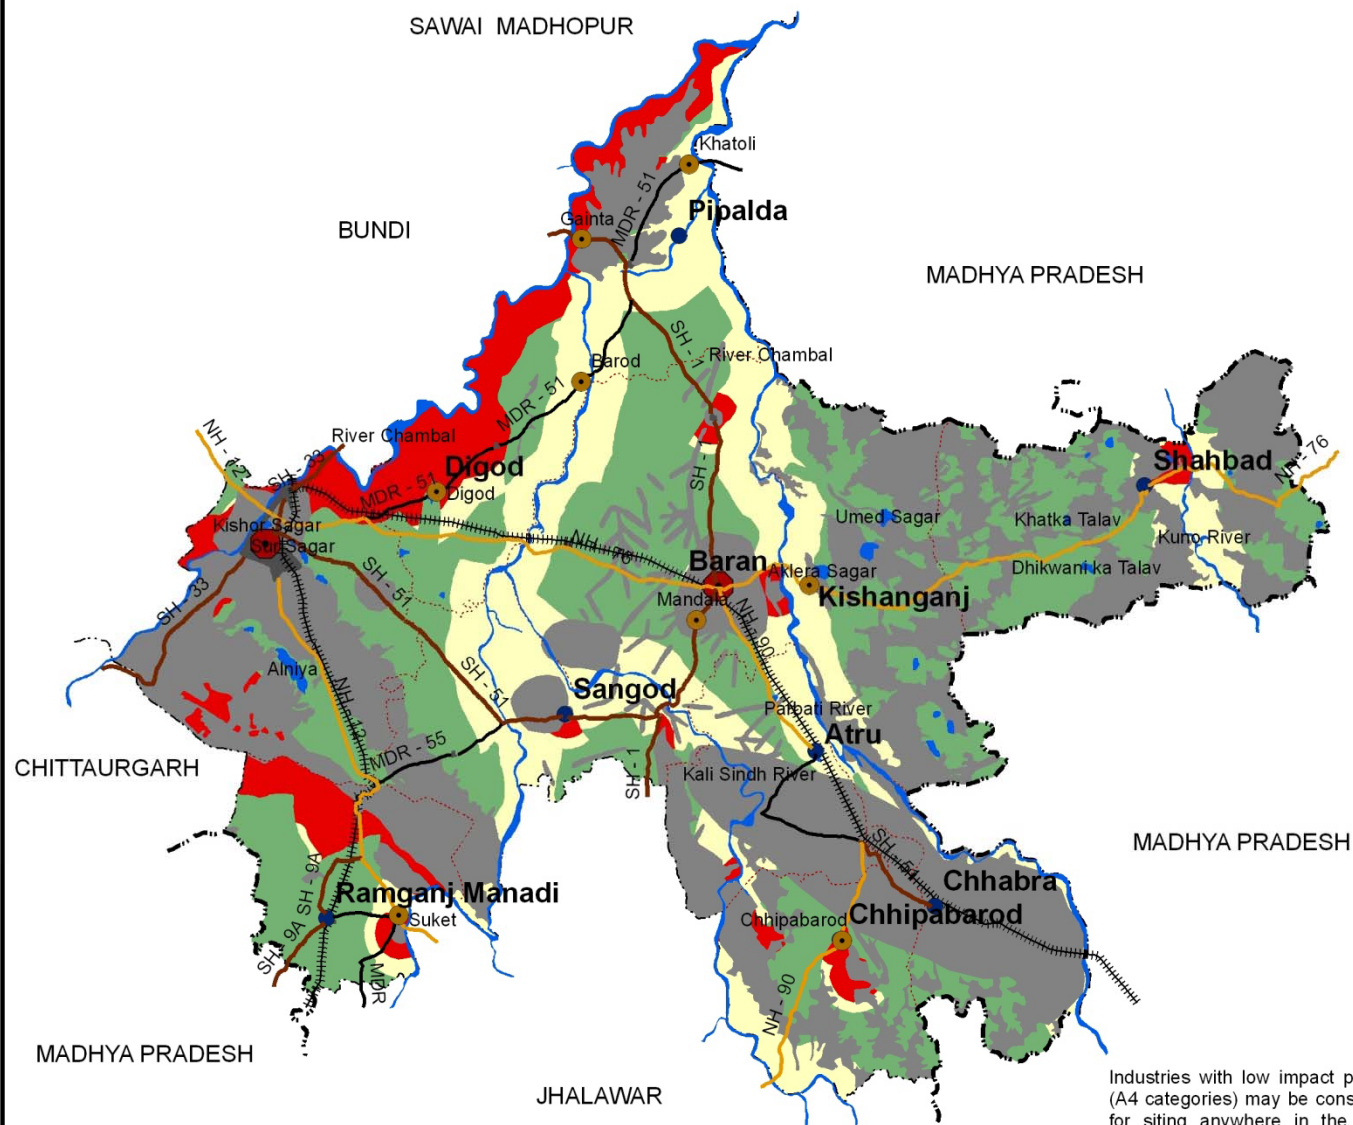 SAWAI MADHOPUR
Khatoli
MDR - 51
Pipalda
Gainta
BUNDI
MADHYA PRADESH
SH - 1
River Chambal
Barod
MDR - 51
NH - 12
River Chambal
SH - 33
Digod
MDR - 51
Digod
SH - 1
Shahbad
NH - 76
Kishor Sagar
Umed Sagar
Khatka Talav
Sur Sagar
NH - 76
Kuno River
Baran
Aklera Sagar
Dhikwani ka Talav
SH - 51
Mandala
Kishanganj
SH - 33
NH - 90
Alniya
SH - 51
Sangod
NH - 12
Parbati River
Atru
MDR - 55
CHITTAURGARH
Kali Sindh River
SH - 1
MADHYA PRADESH
SH - 51
SH - 9A
Ramganj Manadi
Chhabra
Suket
Chhipabarod
Chhipabarod
SH - 9A
MDR
NH - 90
MADHYA PRADESH
JHALAWAR
Industries with low impact p
(A4 categories) may be cons
for siting anywhere in the